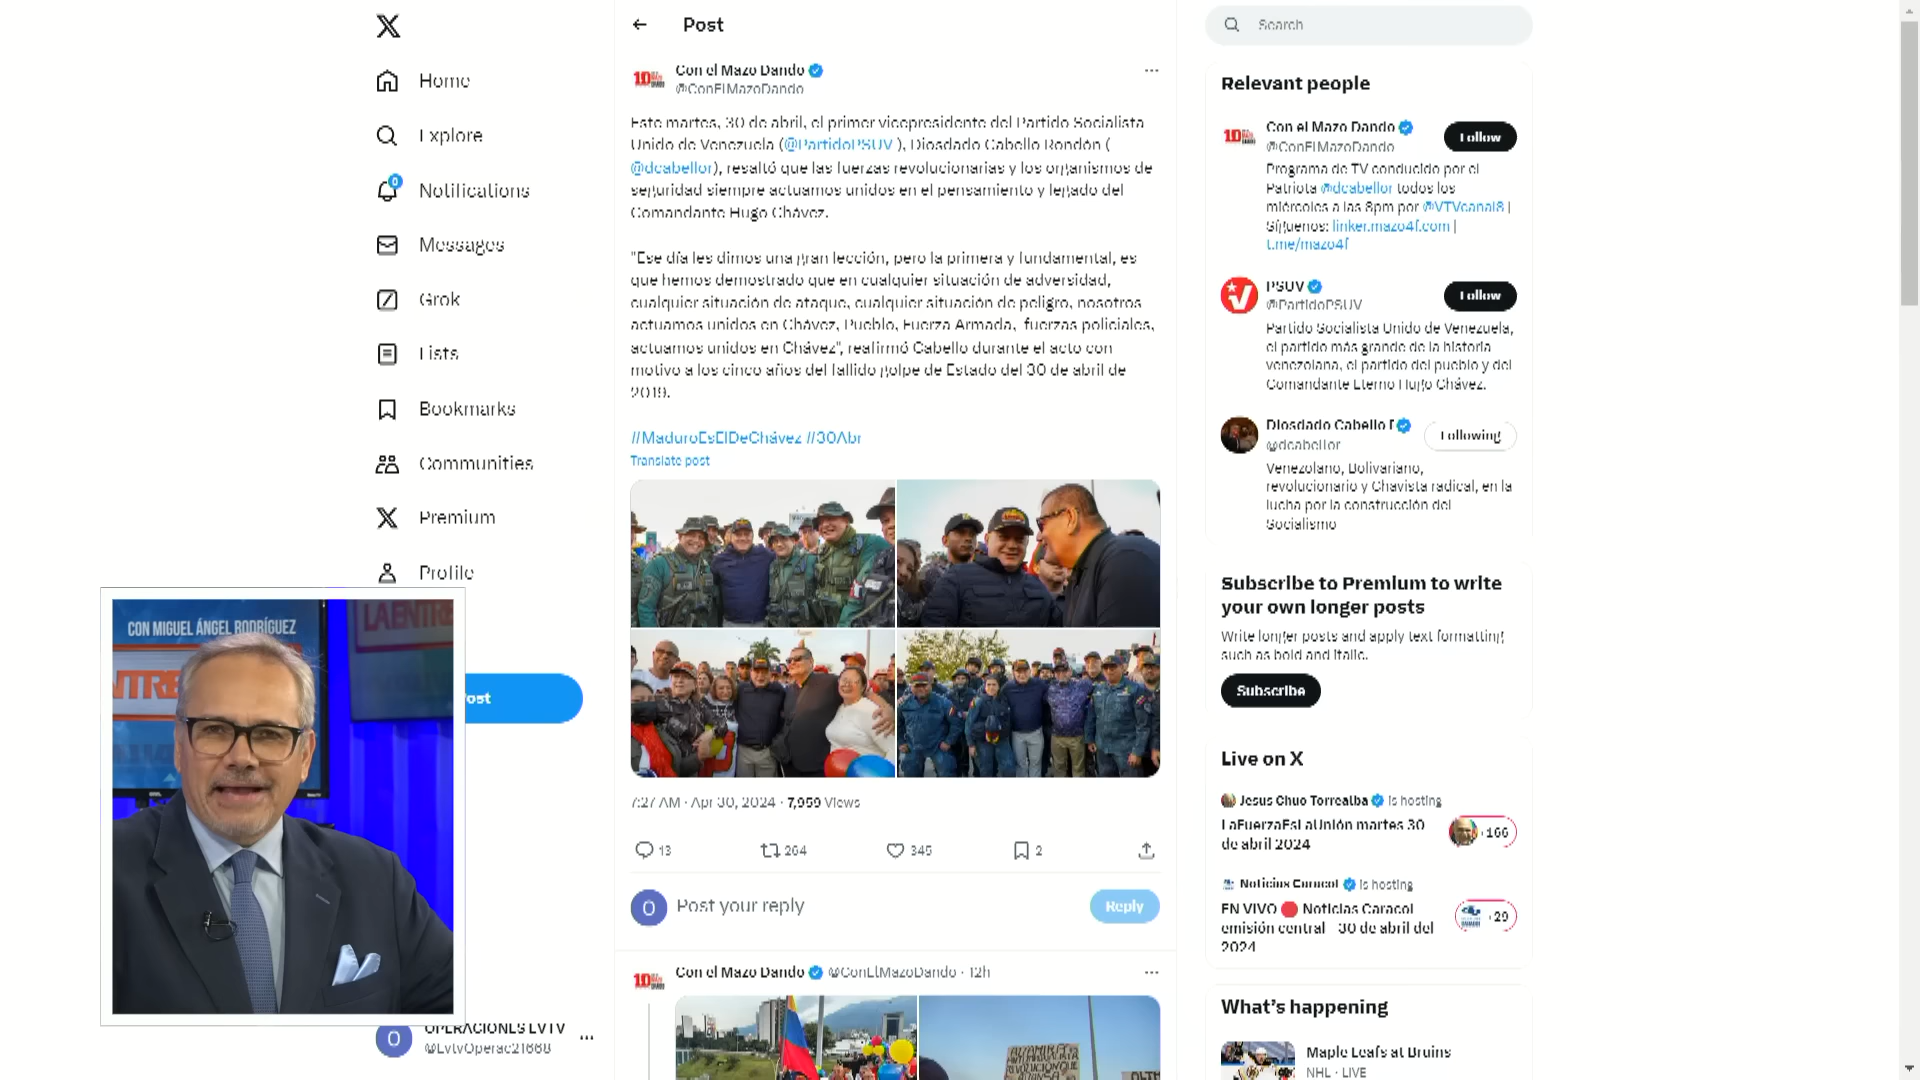 Post
Search
Home
Explore
Notifications
Messages
Grok
Lists
Bookmarks
Communities
Premium
Profile
ost
OPERACIONES EVTV
@EvtvOperac21668
CON MIGUEL ÁNGEL RODRÍGUEZ
LA ENTRE
NTRE
Con el Mazo Dando
@ConElMazoDando
Este martes, 30 de abril, el primer vicepresidente del Partido Socialista
Unido de Venezuela (@PartidoPSUV ), Diosdado Cabello Rondón (
@dcabellor), resaltó que las fuerzas revolucionarias y los organismos de
seguridad siempre actuamos unidos en el pensamiento y legado del
Comandante Hugo Chávez.
"Ese día les dimos una gran lección, pero la primera y fundamental, es
que hemos demostrado que en cualquier situación de adversidad,
cualquier situación de ataque, cualquier situación de peligro, nosotros
actuamos unidos en Chávez, Pueblo, Fuerza Armada, fuerzas policiales,
actuamos unidos en Chávez", reafirmó Cabello durante el acto con
motivo a los cinco años del fallido golpe de Estado del 30 de abril de
2019.
#MaduroEsElDeChávez #30Abr
Translate post
7:27 AM · Apr 30, 2024 · 7,959 Views
13 264 345 2
O Post your reply Reply
Con el Mazo Dando @ConElMazoDando · 12h
Relevant people
Con el Mazo Dando
@ConElMazoDando
Follow
Programa de TV conducido por el
Patriota @dcabellor todos los
miércoles a las 8pm por @VTVcanal8 |
Síguenos: linker.mazo4f.com |
t.me/mazo4f
PSUV
@PartidoPSUV
Follow
Partido Socialista Unido de Venezuela,
el partido más grande de la historia
venezolana, el partido del pueblo y del
Comandante Eterno Hugo Chávez.
Diosdado Cabello
@dcabellor
Following
Venezolano, Bolivariano,
revolucionario y Chavista radical, en la
lucha por la construcción del
Socialismo
Subscribe to Premium to write
your own longer posts
Write longer posts and apply text formatting
such as bold and italic.
Subscribe
Live on X
Jesus Chuo Torrealba is hosting
LaFuerzaEsLaUnión martes 30
de abril 2024
+166
Noticias Caracol is hosting
EN VIVO Noticias Caracol
emisión central - 30 de abril del
2024
+29
What's happening
Maple Leafs at Bruins
NHL · LIVE